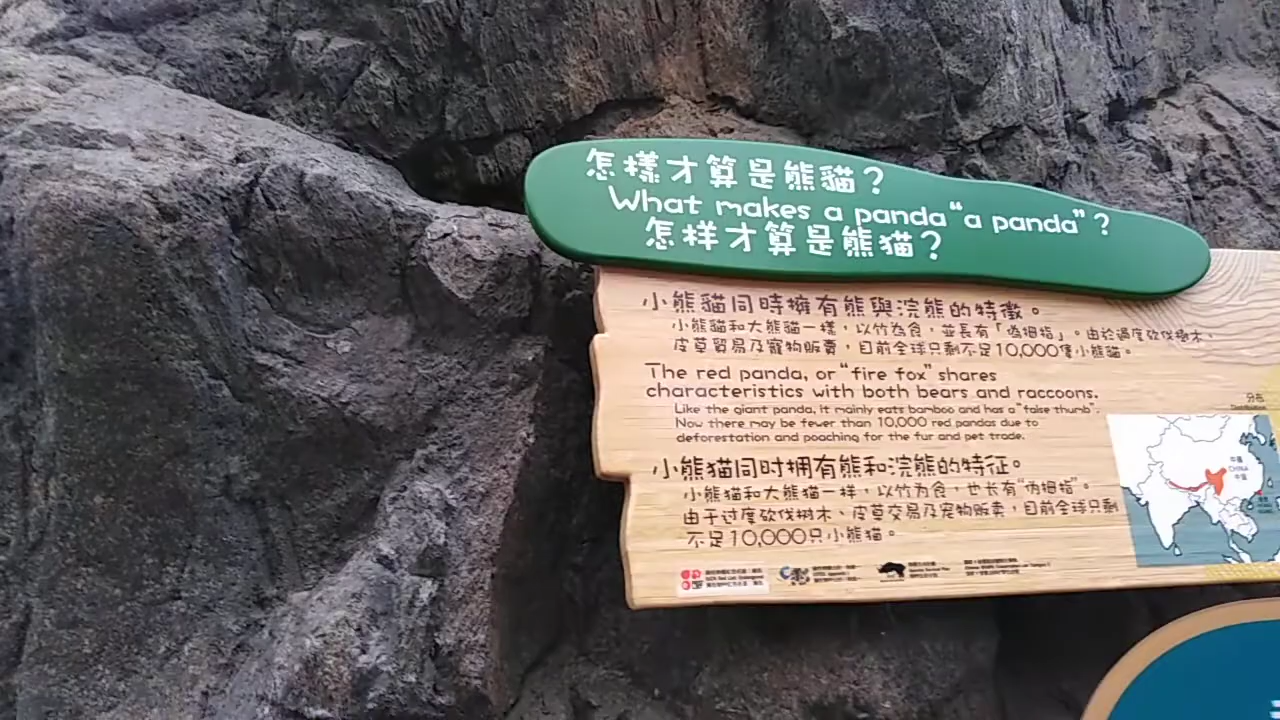 怎樣才算是熊貓？
What makes a panda “a panda”?
怎样才算是熊猫？
小熊貓同時擁有熊與浣熊的特徵。
小熊貓和大熊貓一樣，以竹為食，並長有「偽拇指」。由於過度砍伐樹木，
皮草貿易及寵物販賣，目前全球只剩不足10,000隻小熊貓。
The red panda, or “fire fox” shares
characteristics with both bears and raccoons.
Like the giant panda, it mainly eats bamboo and has a “false thumb”.
Now there may be fewer than 10,000 red pandas due to
deforestation and poaching for the fur and pet trade.
小熊猫同时拥有熊和浣熊的特征。
小熊猫和大熊猫一样，以竹为食，也长有“伪拇指”。
由于过度砍伐树木、皮草交易及宠物贩卖，目前全球只剩
不足10,000只小熊猫。
分布
中國
CHINA
中国